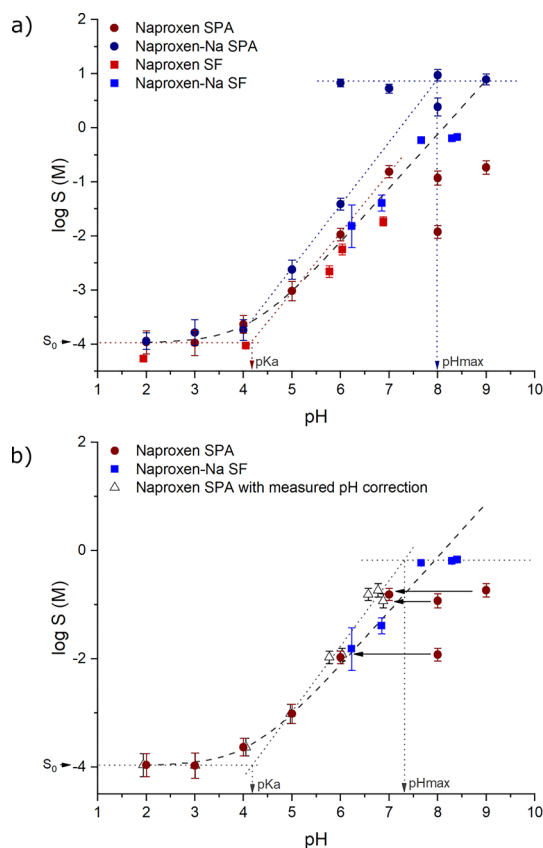 a)
Naproxen SPA
Naproxen-Na SPA
Naproxen SF
Naproxen-Na SF
2
1
0
-1
-2
-3
-4
log S (M)
S₀
pKa
pHmax
1 2 3 4 5 6 7 8 9 10
pH
b)
Naproxen SPA
Naproxen-Na SF
Naproxen SPA with measured pH correction
2
0
-2
-4
log S (M)
S₀
pKa
pHmax
1 2 3 4 5 6 7 8 9 10
pH